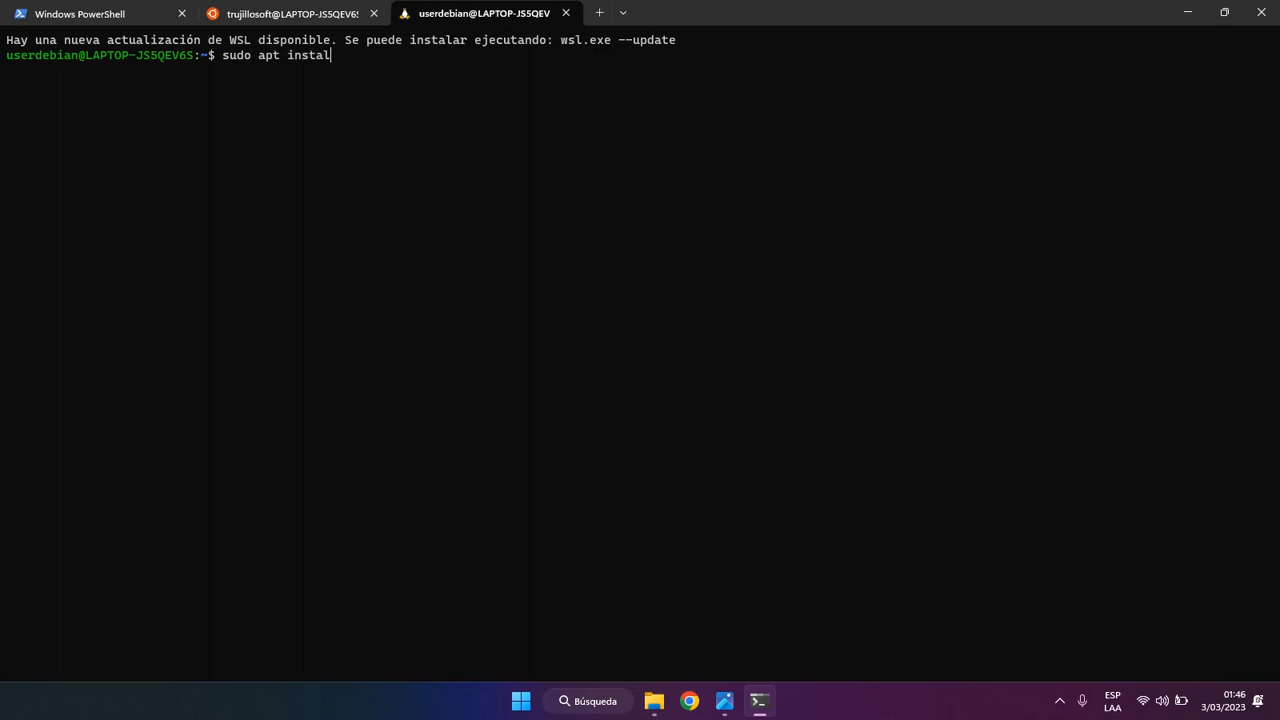 Windows PowerShell
trujillosoft@LAPTOP-JS5QEV6S
userdebian@LAPTOP-JS5QEV
Hay una nueva actualización de WSL disponible. Se puede instalar ejecutando: wsl.exe --update
userdebian@LAPTOP-JS5QEV6S:~$ sudo apt instal
Búsqueda
ESP
LAA
01:46
3/03/2023